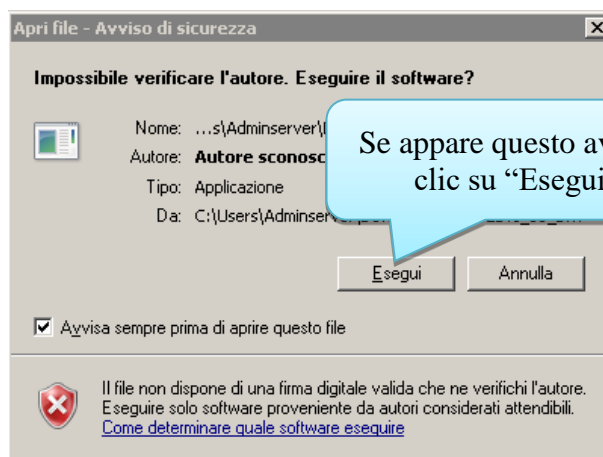 Apri file - Avviso di sicurezza
Impossibile verificare l'autore. Eseguire il software?
Nome: ...s\Adminserver\
Autore: Autore
Tipo: Applicazione
Da: C:\Users\Adminserver
Se appare questo
clic su “Esegui
Esegui Annulla
Avvisa sempre prima di aprire questo file
Il file non dispone di una firma digitale valida che ne verifichi l'autore.
Eseguire solo software proveniente da autori considerati attendibili.
Come determinare quale software eseguire